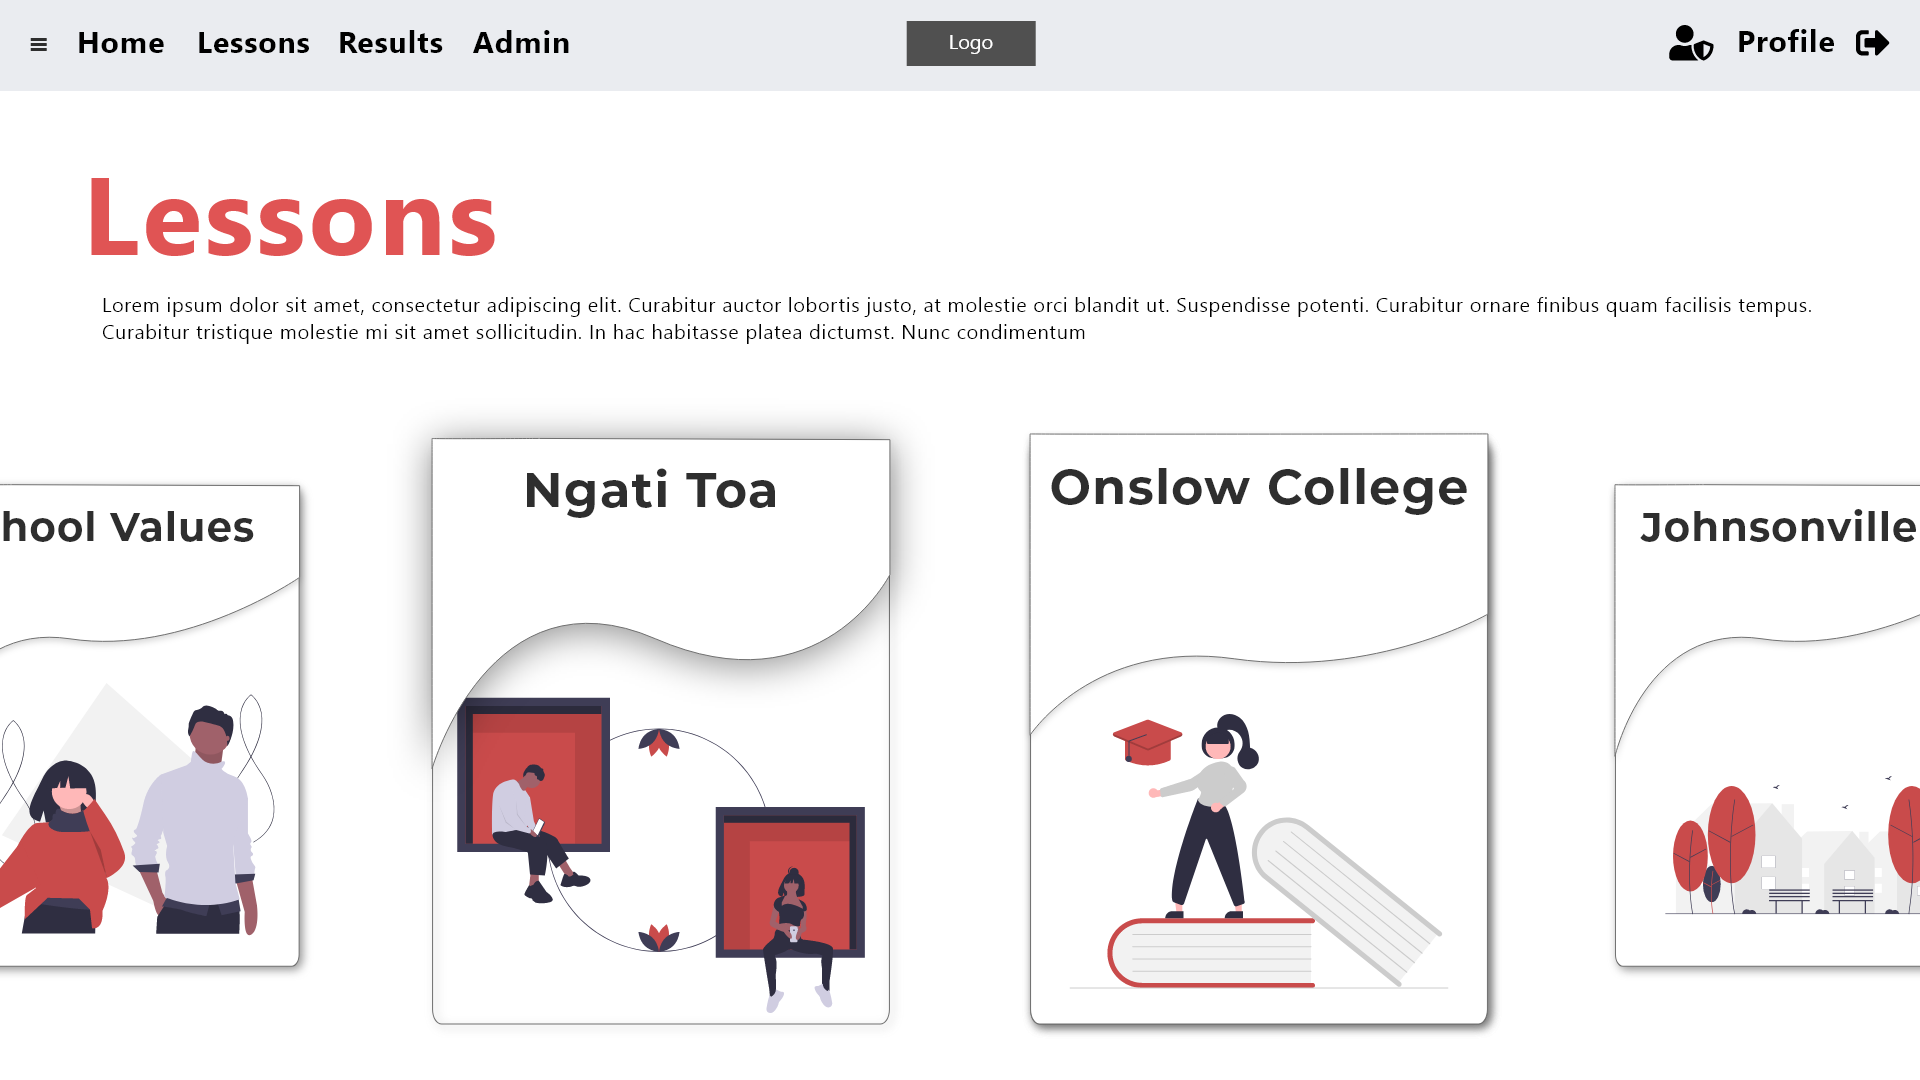 Home Lessons Results Admin Logo Profile
Lessons
Lorem ipsum dolor sit amet, consectetur adipiscing elit. Curabitur auctor lobortis justo, at molestie orci blandit ut. Suspendisse potenti. Curabitur ornare finibus quam facilisis tempus.
Curabitur tristique molestie mi sit amet sollicitudin. In hac habitasse platea dictumst. Nunc condimentum
hool Values
Ngati Toa
Onslow College
Johnsonville